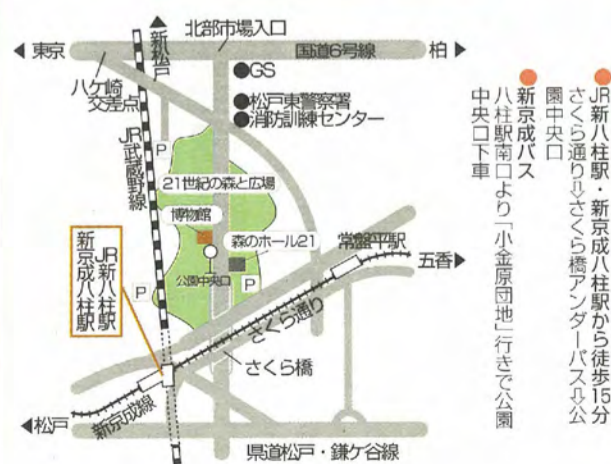 北部市場入口
◀東京
新松戸
国道6号線
柏▶
八ケ崎
交差点
●GS
●松戸東警察署
●消防訓練センター
P
JR武蔵野線
21世紀の森と広場
博物館
森のホール21
公園中央口
P
P
常盤平駅
五香▶
JR新八柱駅
新京成八柱駅
さくら通り
さくら橋
◀松戸
新京成線
県道松戸・鎌ケ谷線
●JR新八柱駅・新京成八柱駅から徒歩15分
さくら通り⇨さくら橋アンダーパス⇨公
園中央口
●新京成バス
八柱駅南口より「小金原団地」行きで公園
中央口下車